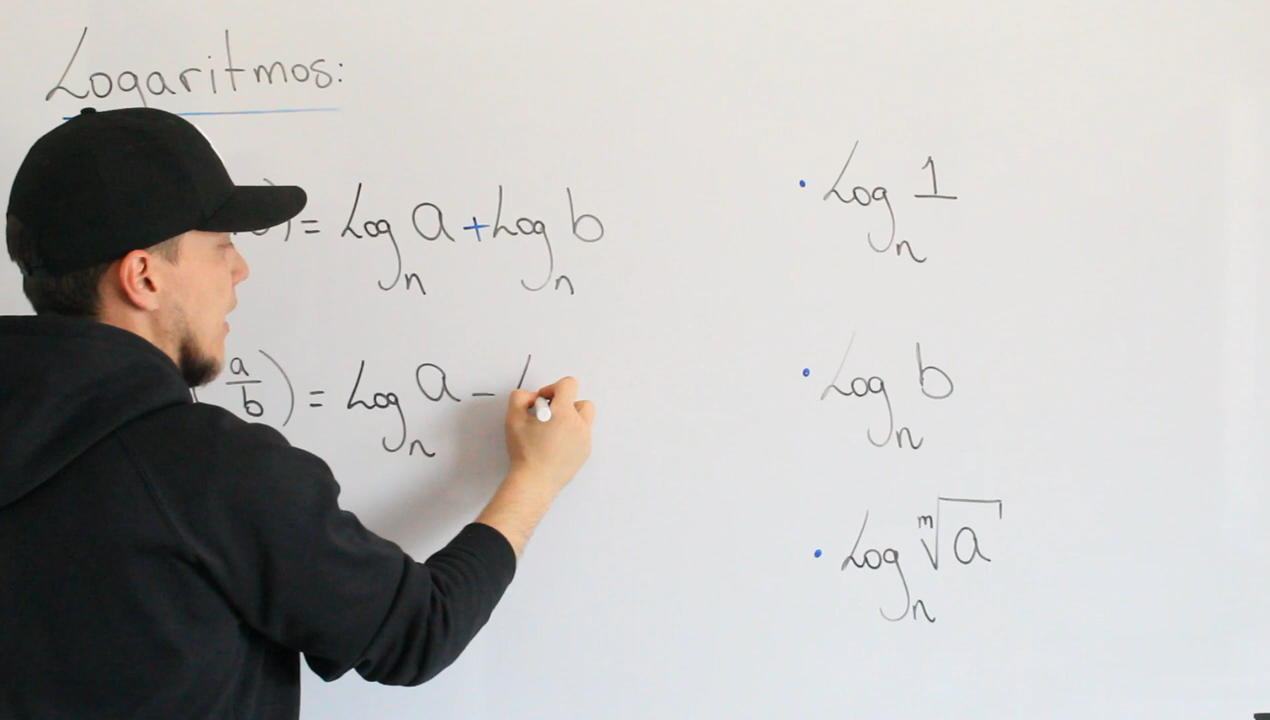 Logaritmos:
) = Log_n a + Log_n b
(a/b) = Log_n a -
• Log_n 1
• Log_n b
• Log_n ᵐ√a